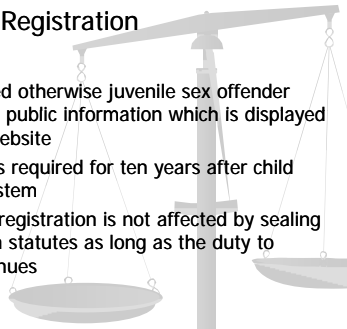 Registration
ed otherwise juvenile sex offender
public information which is displayed
ebsite
s required for ten years after child
stem
registration is not affected by sealing
n statutes as long as the duty to
nues